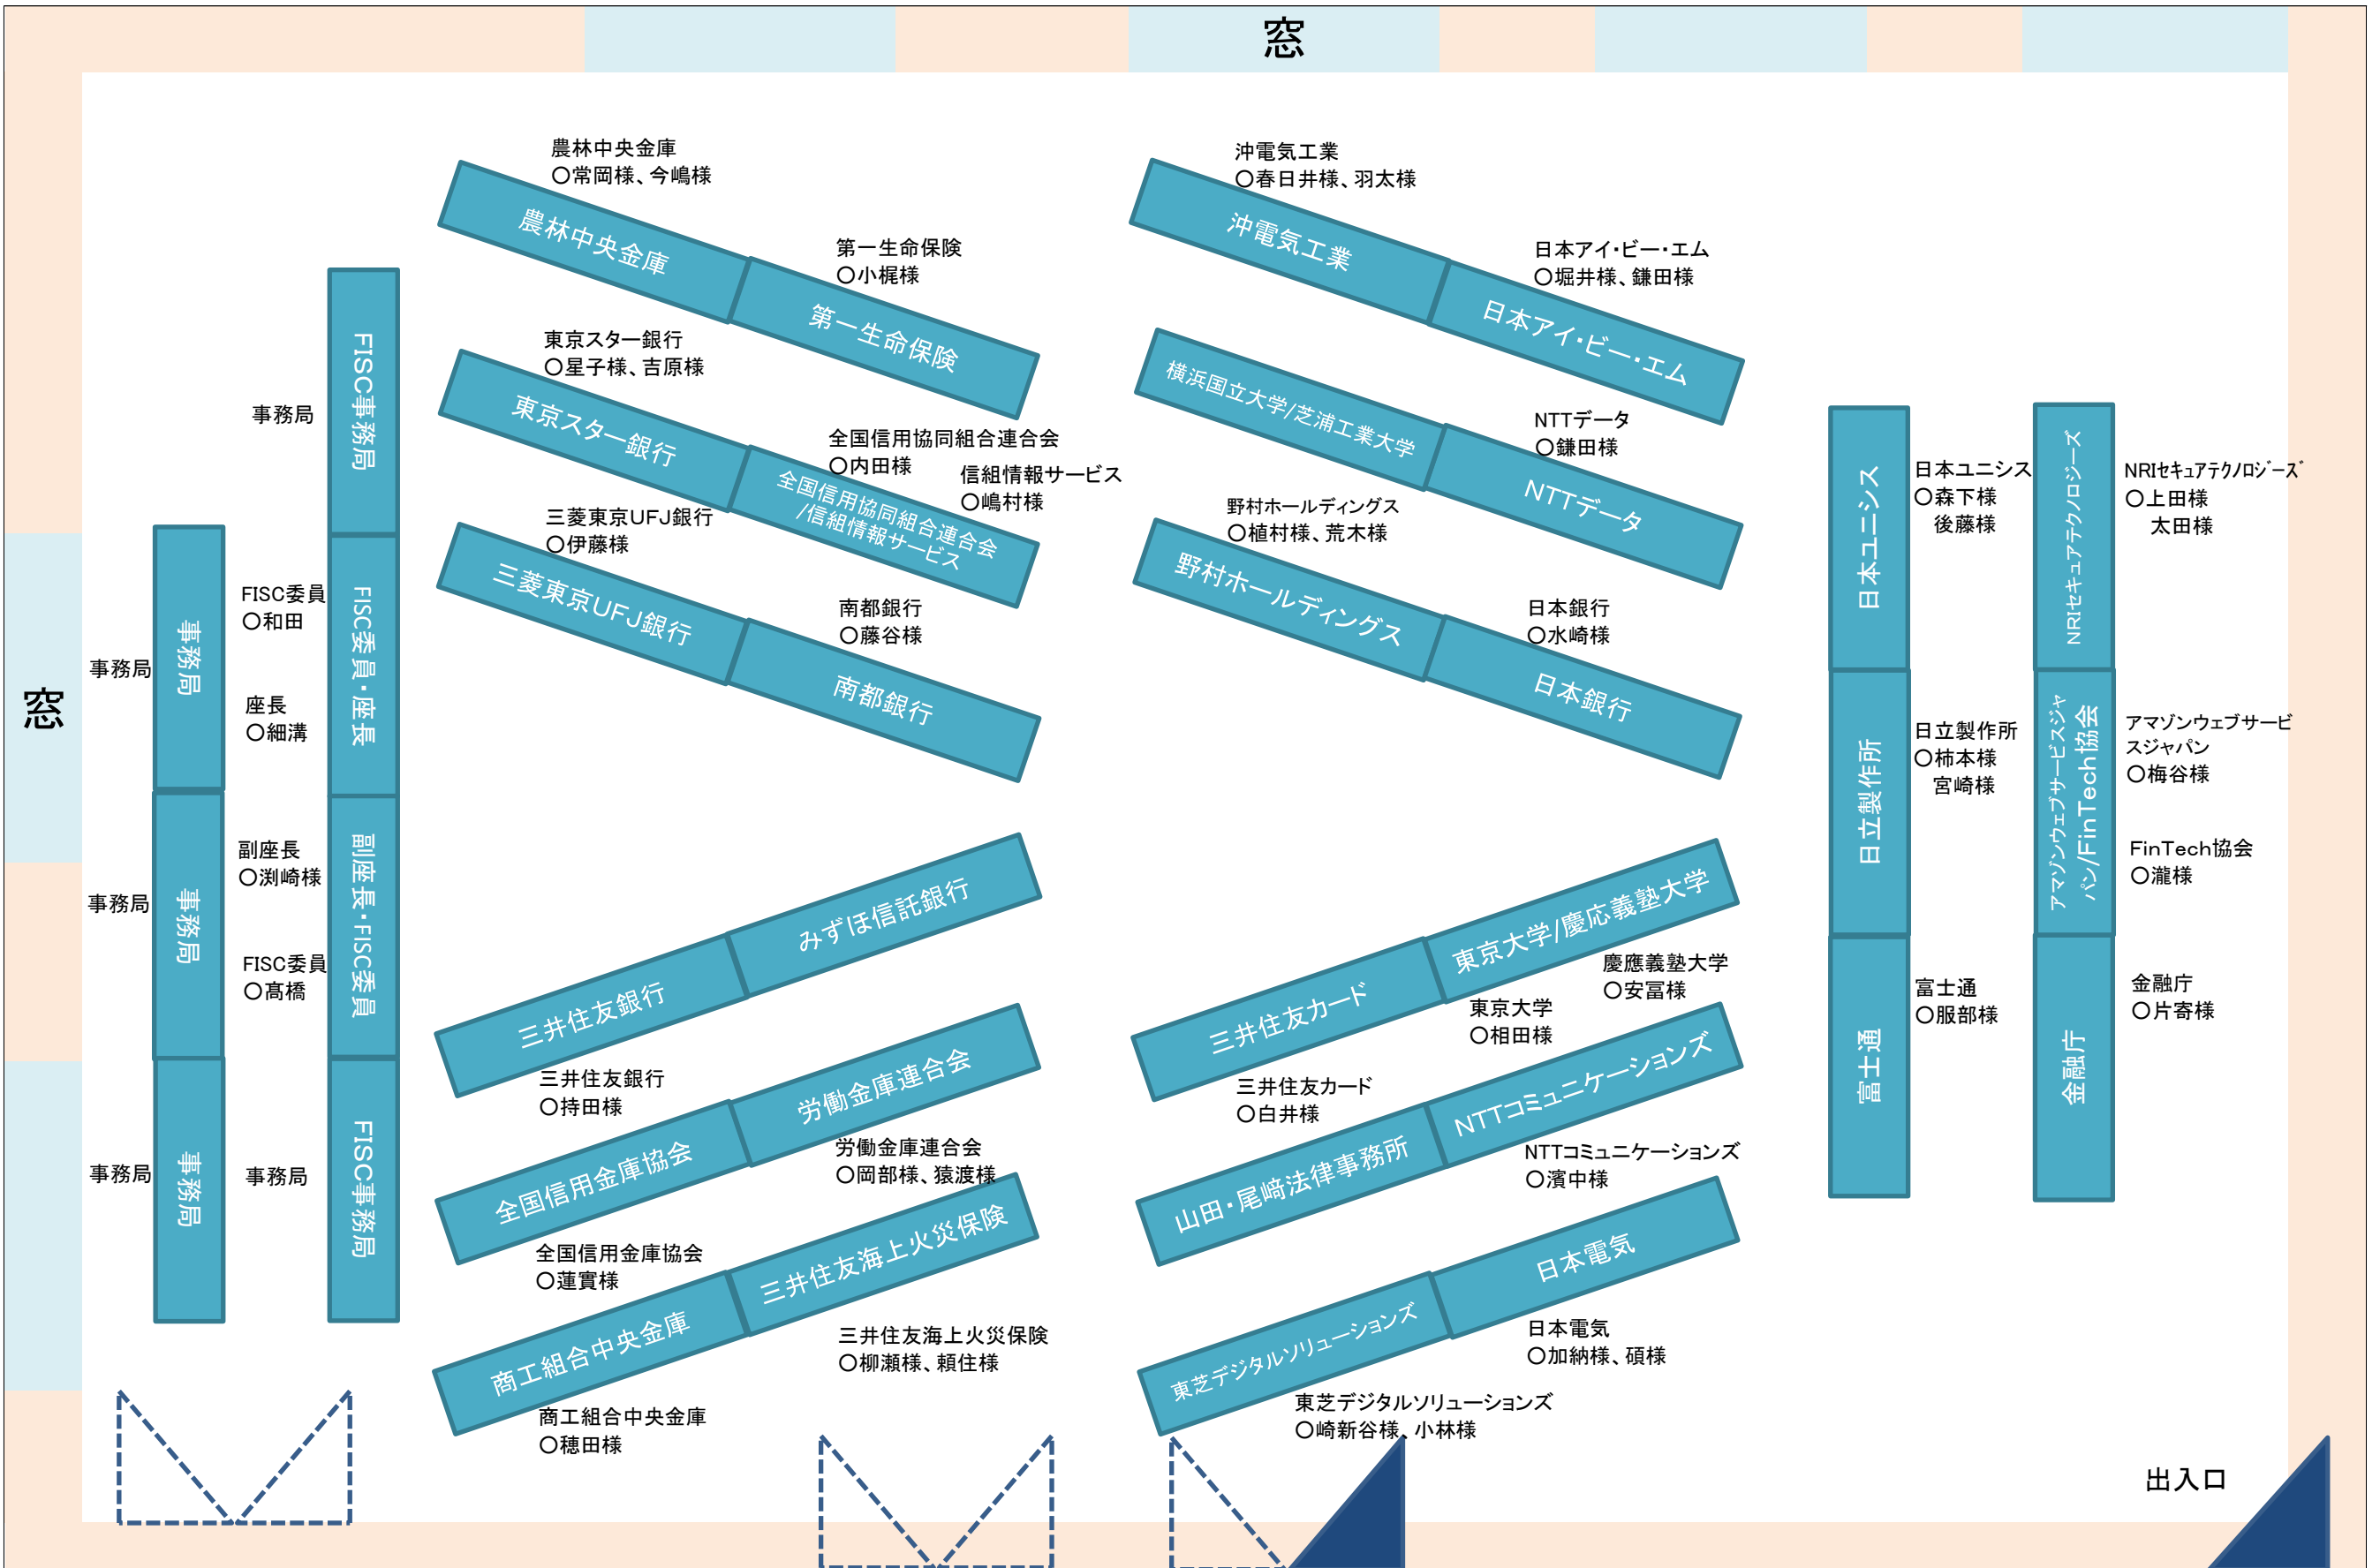 窓
農林中央金庫
〇常岡様、今嶋様
農林中央金庫
第一生命保険
〇小梶様
第一生命保険
東京スター銀行
〇星子様、吉原様
東京スター銀行
全国信用協同組合連合会
〇内田様
信組情報サービス
〇嶋村様
全国信用協同組合連合会
/信組情報サービス
三菱東京UFJ銀行
〇伊藤様
三菱東京UFJ銀行
南都銀行
〇藤谷様
南都銀行
沖電気工業
〇春日井様、羽太様
沖電気工業
日本アイ・ビー・エム
〇堀井様、鎌田様
日本アイ・ビー・エム
横浜国立大学/芝浦工業大学
NTTデータ
〇鎌田様
NTTデータ
野村ホールディングス
〇植村様、荒木様
野村ホールディングス
日本銀行
〇水崎様
日本銀行
事務局
FISC事務局
FISC委員
〇和田
座長
〇細溝
FISC委員・座長
副座長
〇渕崎様
FISC委員
〇髙橋
副座長・FISC委員
事務局
FISC事務局
窓
事務局
事務局
事務局
事務局
事務局
事務局
みずほ信託銀行
三井住友銀行
三井住友銀行
〇持田様
労働金庫連合会
全国信用金庫協会
労働金庫連合会
〇岡部様、猿渡様
全国信用金庫協会
〇蓮實様
三井住友海上火災保険
商工組合中央金庫
三井住友海上火災保険
〇柳瀬様、頼住様
商工組合中央金庫
〇穂田様
東京大学/慶応義塾大学
三井住友カード
慶應義塾大学
〇安冨様
東京大学
〇相田様
三井住友カード
〇白井様
NTTコミュニケーションズ
山田・尾﨑法律事務所
NTTコミュニケーションズ
〇濱中様
日本電気
東芝デジタルソリューションズ
日本電気
〇加納様、碩様
東芝デジタルソリューションズ
〇崎新谷様、小林様
日本ユニシス
日本ユニシス
〇森下様
後藤様
日立製作所
日立製作所
〇柿本様
宮崎様
富士通
富士通
〇服部様
NRIセキュアテクノロジーズ
NRIｾｷｭｱﾃｸﾉﾛｼﾞｰｽﾞ
〇上田様
太田様
アマゾンウェブサービスジャ
パン/FinTech協会
アマゾンウェブサービ
スジャパン
〇梅谷様
FinTech協会
〇瀧様
金融庁
金融庁
〇片寄様
出入口